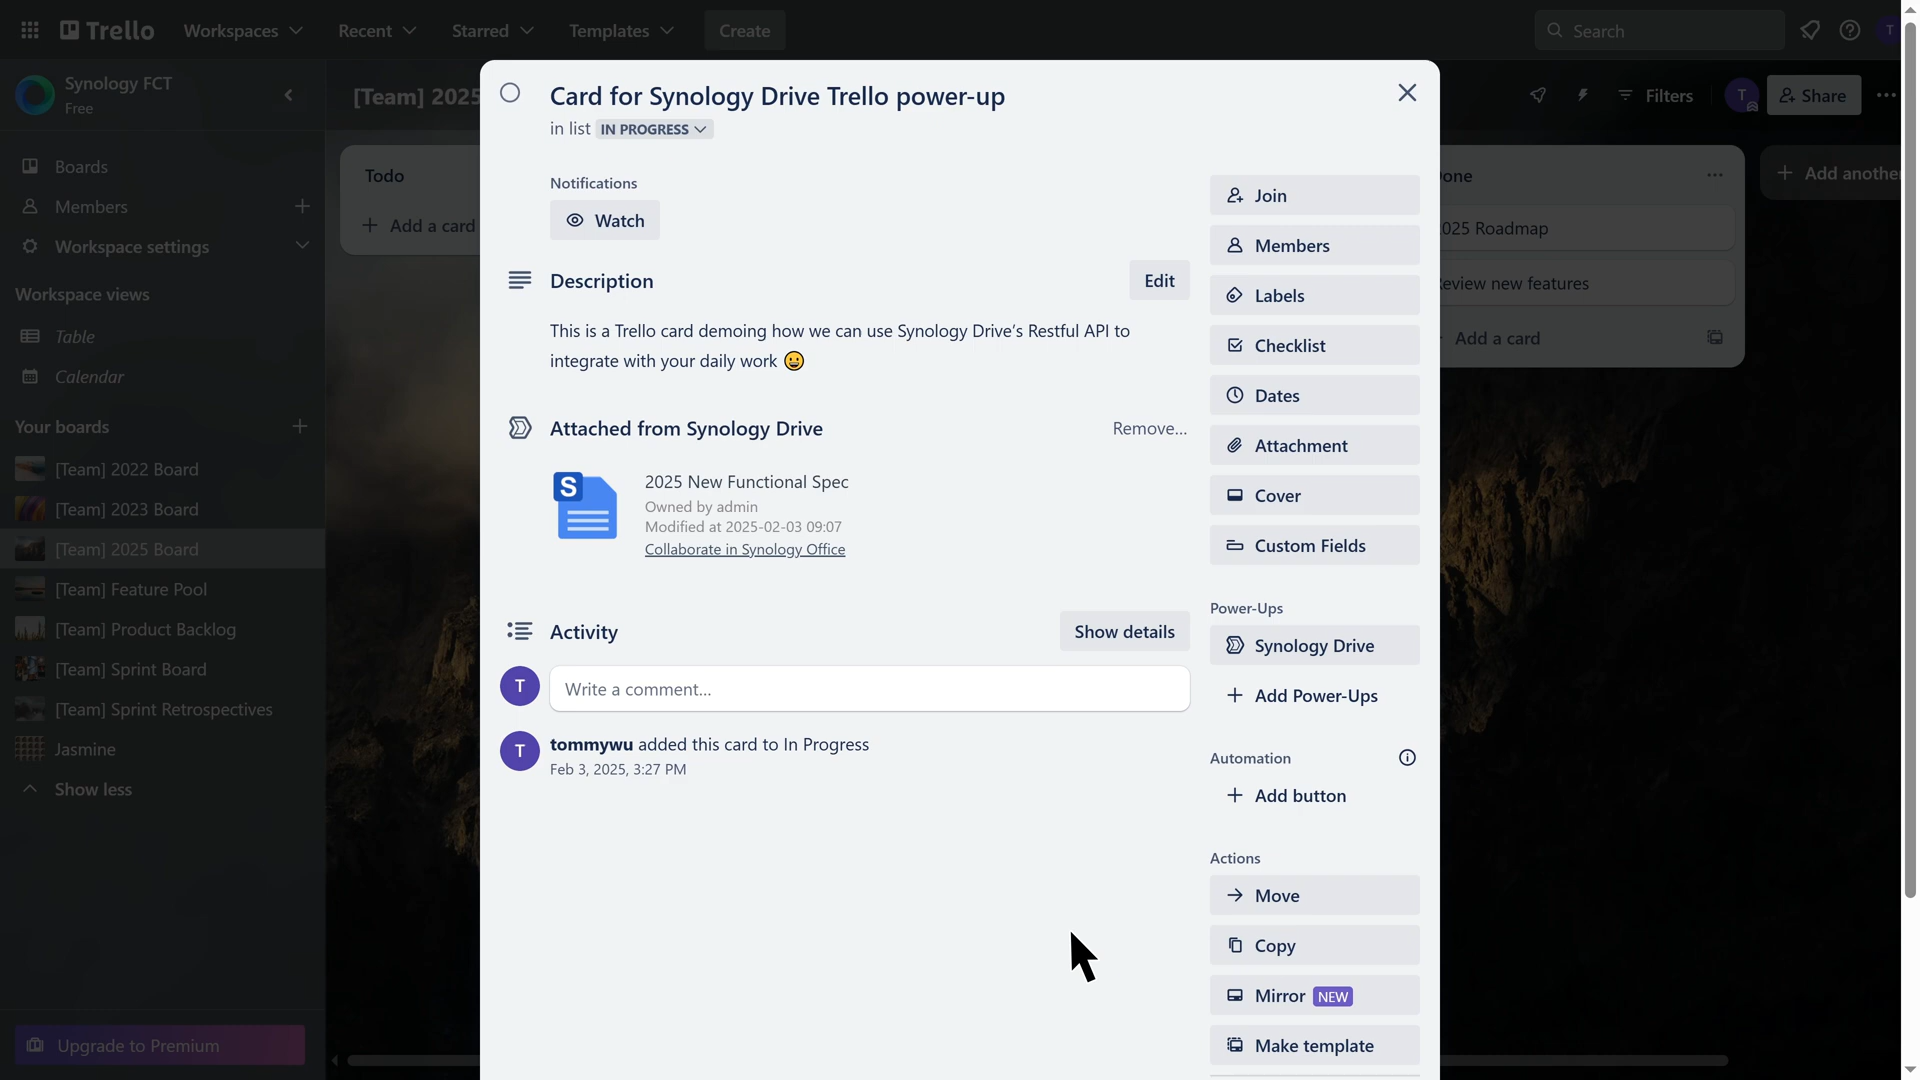 Trello
Workspaces
Recent
Starred
Templates
Create
Search
T
Synology FCT
Free
Boards
Members
Workspace settings
Workspace views
Table
Calendar
Your boards
[Team] 2022 Board
[Team] 2023 Board
[Team] 2025 Board
[Team] Feature Pool
[Team] Product Backlog
[Team] Sprint Board
[Team] Sprint Retrospectives
Jasmine
Show less
Upgrade to Premium
[Team] 2025
T
Filters
Share
Todo
Add a card
Card for Synology Drive Trello power-up
in list IN PROGRESS
Notifications
Watch
Description
Edit
This is a Trello card demoing how we can use Synology Drive's Restful API to
integrate with your daily work 😀
Attached from Synology Drive
Remove...
S
2025 New Functional Spec
Owned by admin
Modified at 2025-02-03 09:07
Collaborate in Synology Office
Activity
Show details
T
Write a comment...
T
tommywu added this card to In Progress
Feb 3, 2025, 3:27 PM
Join
Members
Labels
Checklist
Dates
Attachment
Cover
Custom Fields
Power-Ups
Synology Drive
Add Power-Ups
Automation
Add button
Actions
Move
Copy
Mirror NEW
Make template
one
025 Roadmap
eview new features
Add a card
Add another